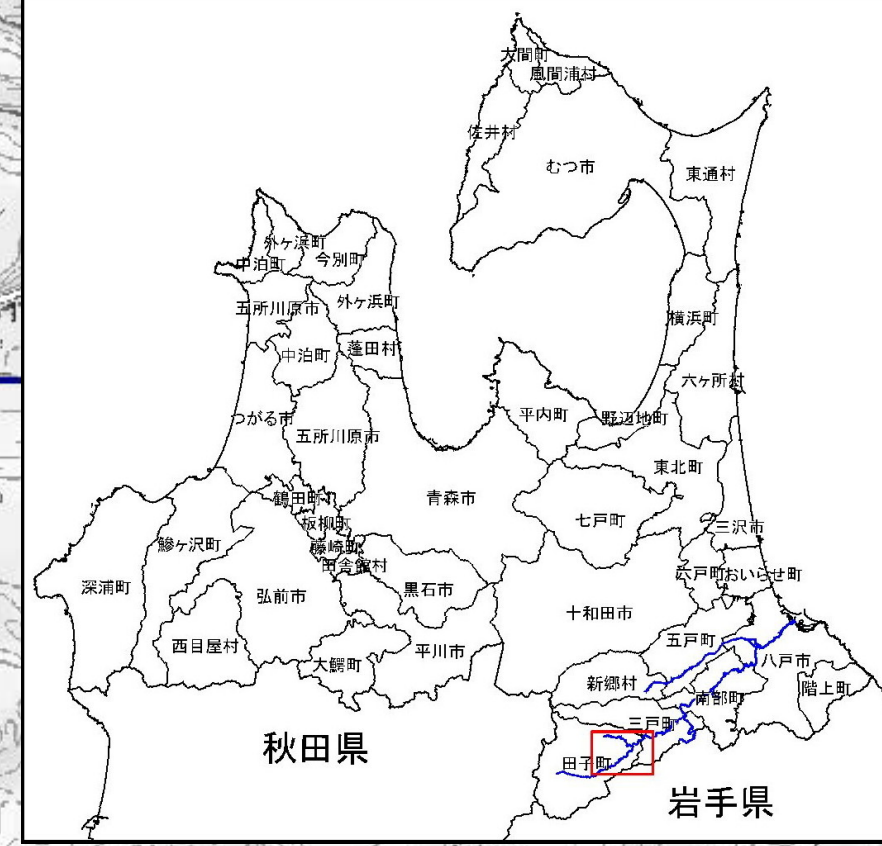 大間町
風間浦村
佐井村
むつ市
東通村
外ヶ浜町
中泊町
今別町
外ヶ浜町
五所川原市
横浜町
蓬田村
中泊町
六ヶ所村
つがる市
平内町
野辺地町
五所川原市
東北町
青森市
鶴田町
七戸町
板柳町
三沢市
鰺ヶ沢町
藤崎町
田舎館村
六戸町
おいらせ町
深浦町
黒石市
弘前市
十和田市
西目屋村
五戸町
平川市
大鰐町
八戸市
新郷村
階上町
南部町
三戸町
秋田県
田子町
岩手県